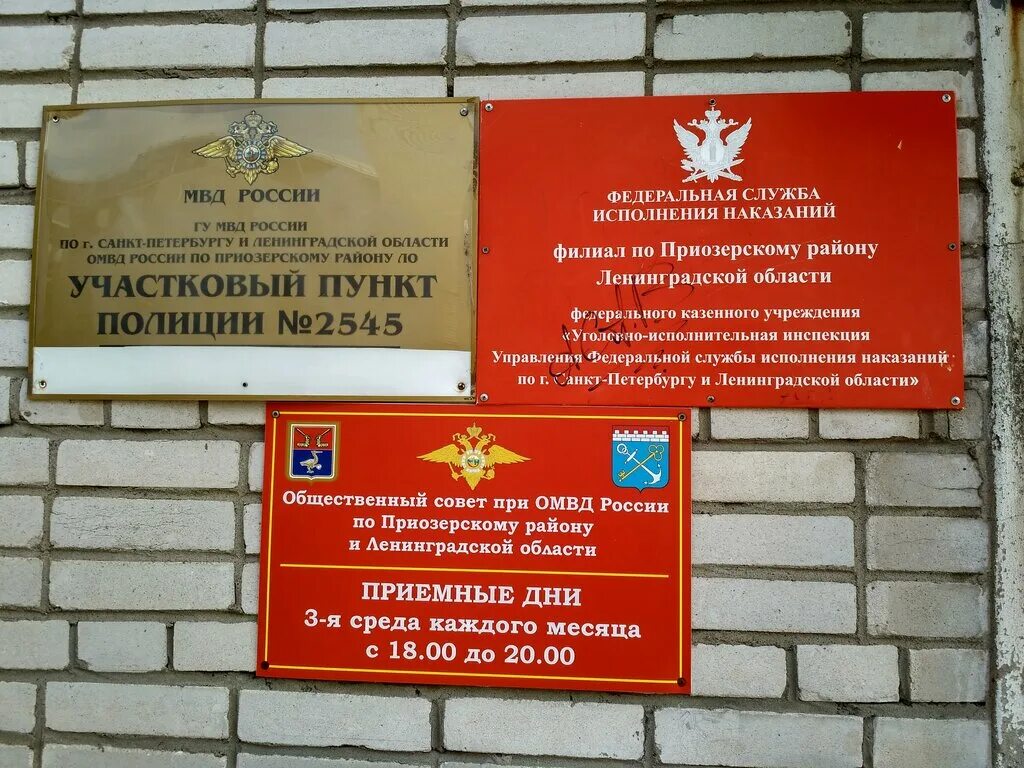 МВД РОССИИ
ГУ МВД РОССИИ
ПО г. САНКТ-ПЕТЕРБУРГУ И ЛЕНИНГРАДСКОЙ ОБЛАСТИ
ОМВД РОССИИ ПО ПРИОЗЕРСКОМУ РАЙОНУ ЛО
УЧАСТКОВЫЙ ПУНКТ
ПОЛИЦИИ №2545
ФЕДЕРАЛЬНАЯ СЛУЖБА
ИСПОЛНЕНИЯ НАКАЗАНИЙ
филиал по Приозерскому району
Ленинградской области
федерального казенного учреждения
«Уголовно-исполнительная инспекция
Управления Федеральной службы исполнения наказаний
по г. Санкт-Петербургу и Ленинградской области»
Общественный совет при ОМВД России
по Приозерскому району
и Ленинградской области
ПРИЕМНЫЕ ДНИ
3-я среда каждого месяца
с 18.00 до 20.00